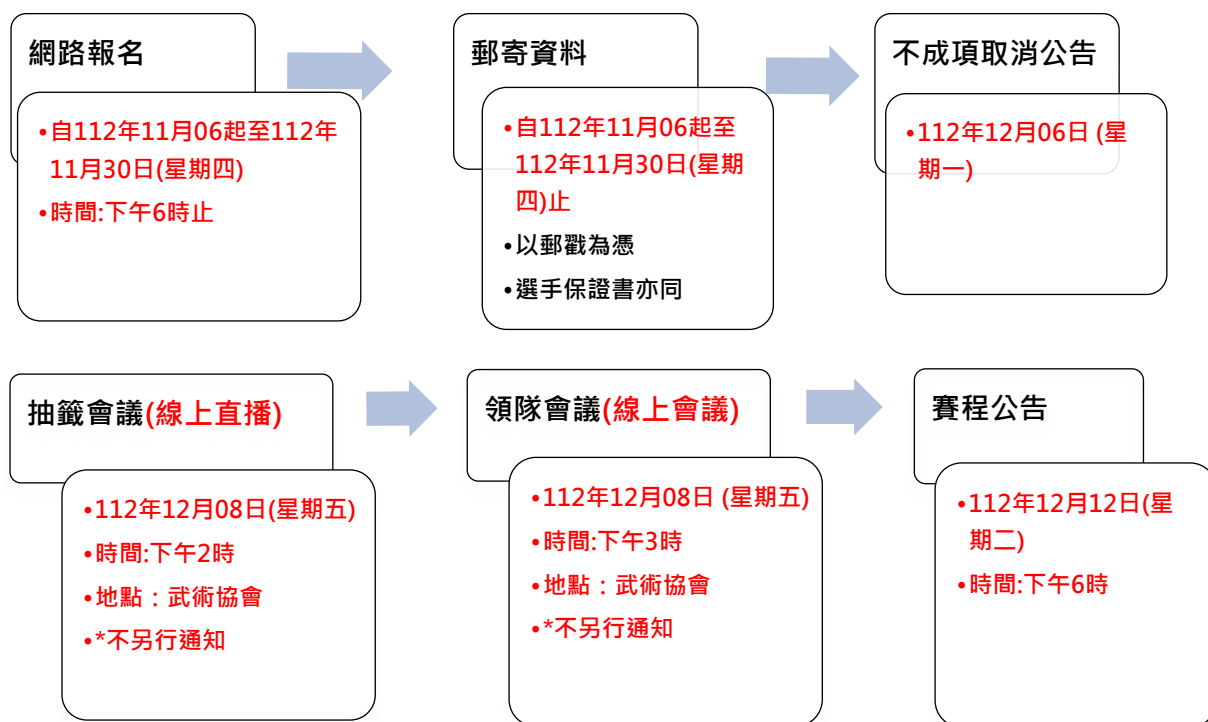 網路報名
•自112年11月06起至112年
11月30日(星期四)
•時間:下午6時止
郵寄資料
•自112年11月06起至
112年11月30日(星期
四)止
•以郵戳為憑
•選手保證書亦同
不成項取消公告
•112年12月06日 (星
期一)
抽籤會議(線上直播)
•112年12月08日(星期五)
•時間:下午2時
•地點：武術協會
•*不另行通知
領隊會議(線上會議)
•112年12月08日 (星期五)
•時間:下午3時
•地點：武術協會
•*不另行通知
賽程公告
•112年12月12日(星
期二)
•時間:下午6時